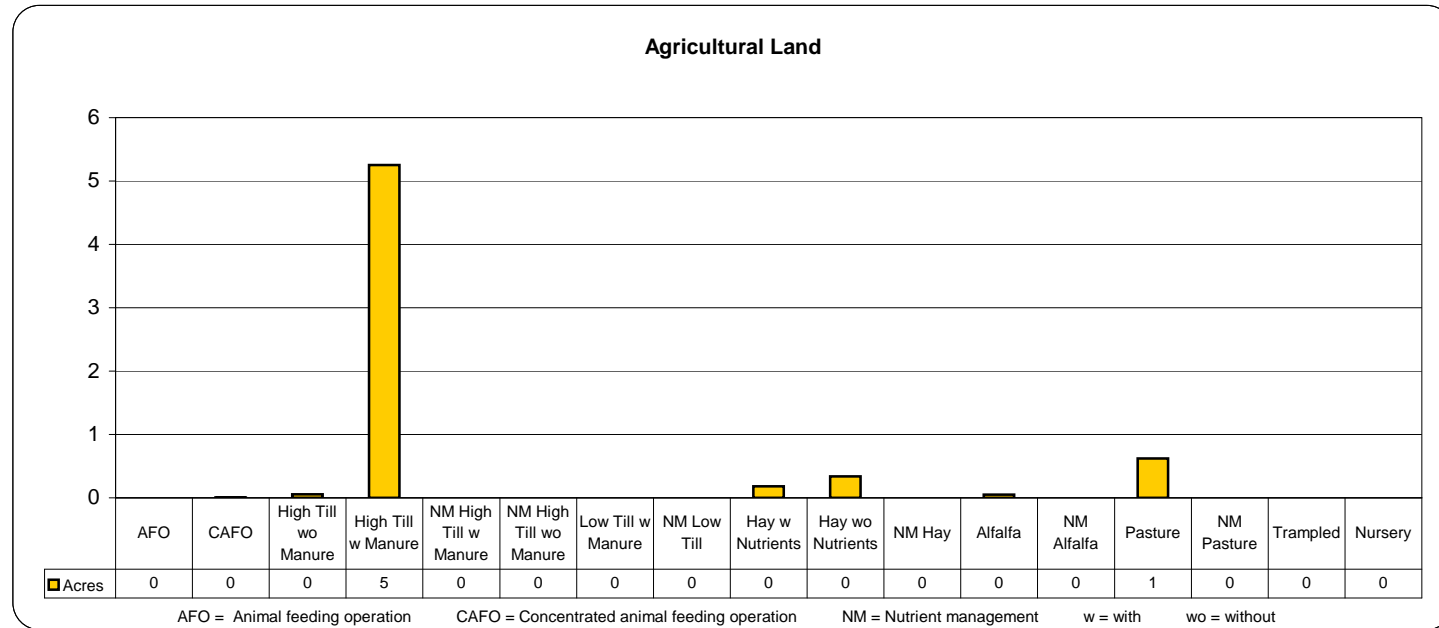 Agricultural Land
6
5
4
3
2
1
0
AFO CAFO High Till wo Manure High Till w Manure NM High Till w Manure NM High Till wo Manure Low Till w Manure NM Low Till Hay w Nutrients Hay wo Nutrients NM Hay Alfalfa NM Alfalfa Pasture NM Pasture Trampled Nursery
Acres 0 0 0 5 0 0 0 0 0 0 0 0 0 1 0 0 0
AFO = Animal feeding operation CAFO = Concentrated animal feeding operation NM = Nutrient management w = with wo = without